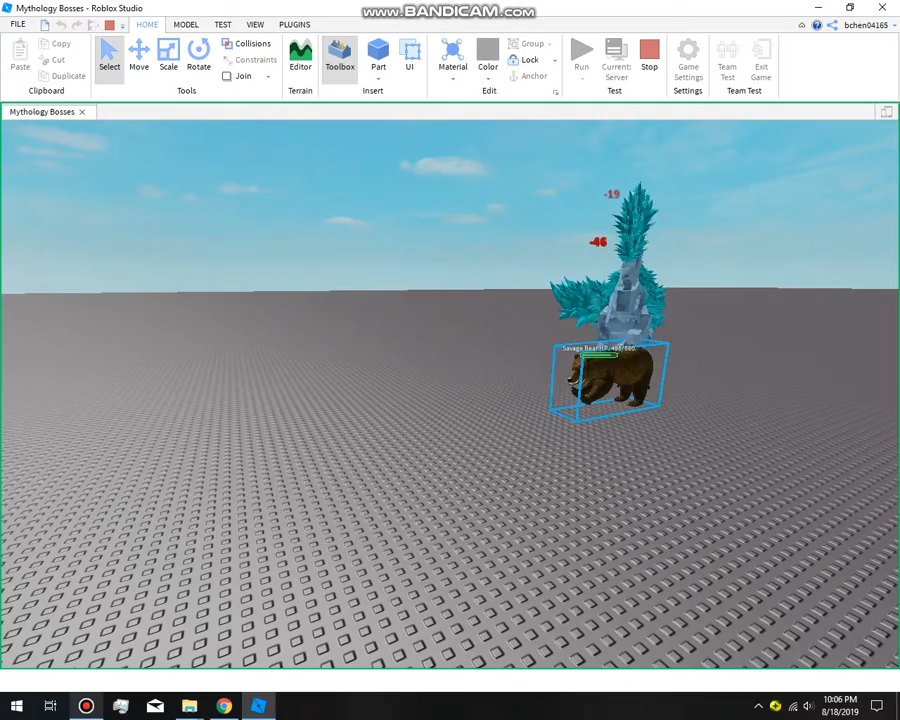 Mythology Bosses - Roblox Studio
www.BANDICAM.com
FILE
HOME
MODEL
TEST
VIEW
PLUGINS
bchen04165
Paste
Copy
Cut
Duplicate
Clipboard
Select
Move
Scale
Rotate
Collisions
Constraints
Join
Tools
Editor
Terrain
Toolbox
Part
UI
Insert
Material
Color
Group
Lock
Anchor
Edit
Run
Current:
Server
Stop
Test
Game
Settings
Settings
Team
Test
Exit
Game
Team Test
Mythology Bosses
-19
-46
10:06 PM
8/18/2019